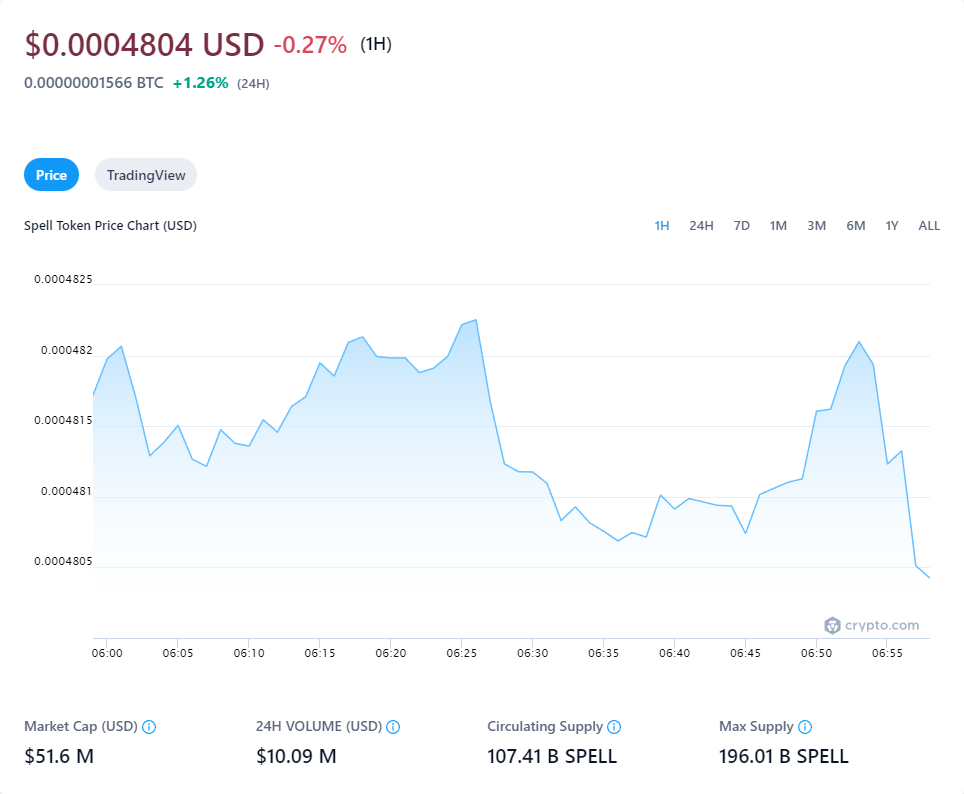 $0.0004804 USD -0.27% (1H)
0.00000001566 BTC +1.26% (24H)
Price TradingView
Spell Token Price Chart (USD) 1H 24H 7D 1M 3M 6M 1Y ALL
0.0004825
0.000482
0.0004815
0.000481
0.0004805
crypto.com
06:00 06:05 06:10 06:15 06:20 06:25 06:30 06:35 06:40 06:45 06:50 06:55
Market Cap (USD) 24H VOLUME (USD) Circulating Supply Max Supply
$51.6 M $10.09 M 107.41 B SPELL 196.01 B SPELL